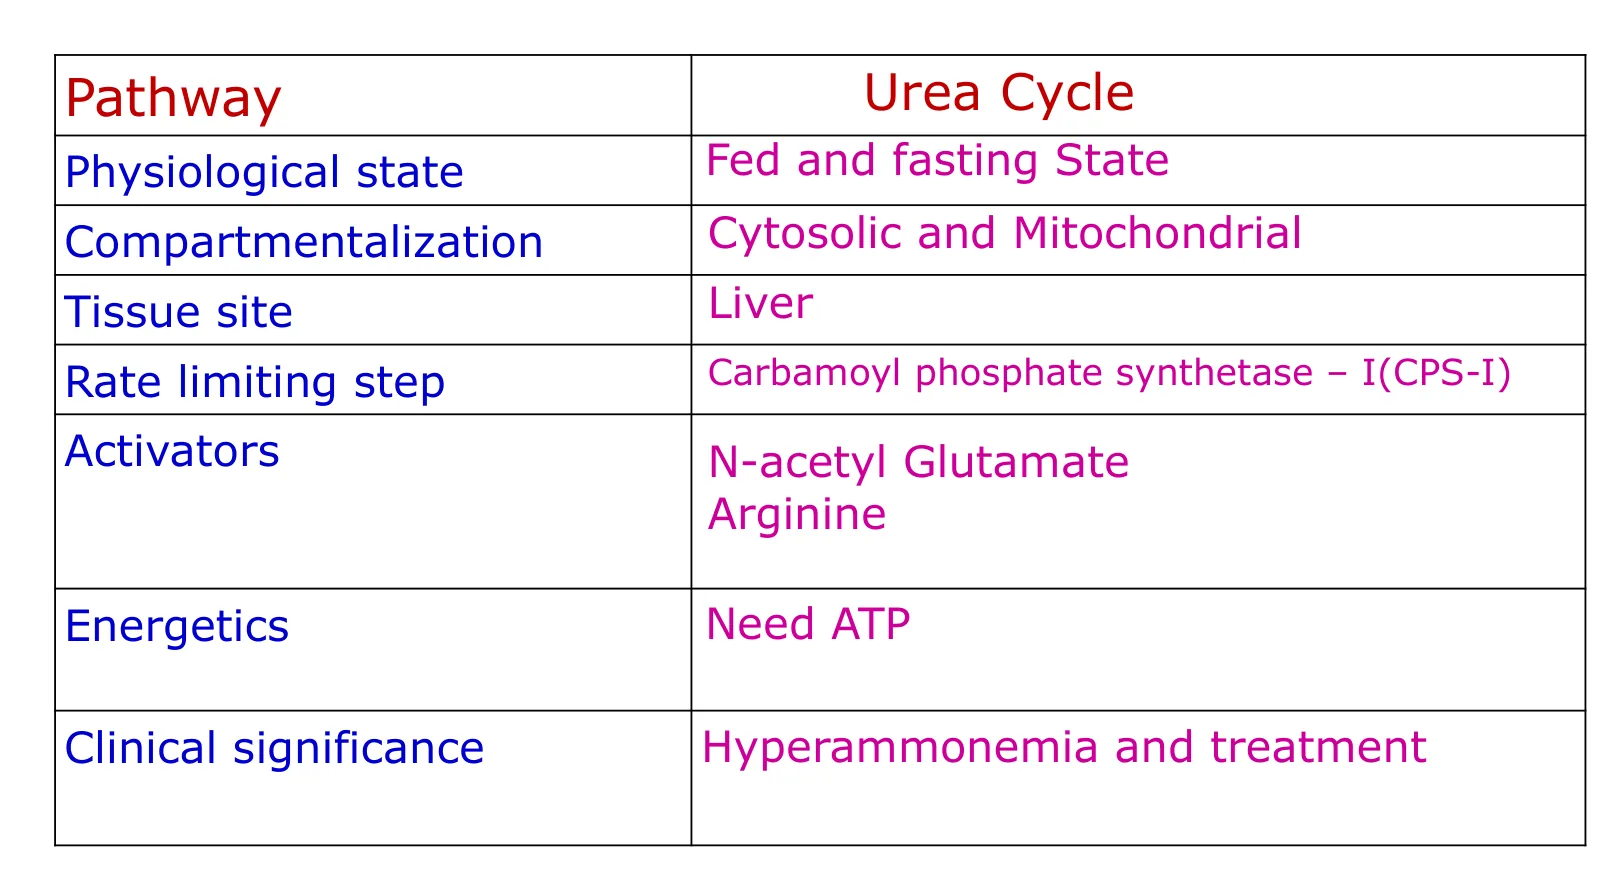 Pathway
Urea Cycle
Physiological state
Fed and fasting State
Compartmentalization
Cytosolic and Mitochondrial
Tissue site
Liver
Rate limiting step
Carbamoyl phosphate synthetase – I(CPS-I)
Activators
N-acetyl Glutamate
Arginine
Energetics
Need ATP
Clinical significance
Hyperammonemia and treatment